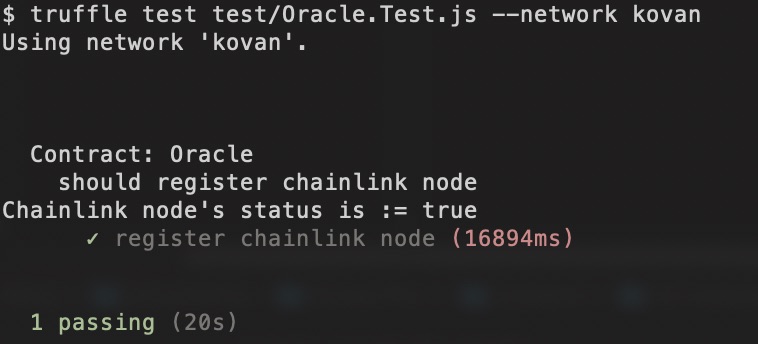 $ truffle test test/Oracle.Test.js --network kovan
Using network 'kovan'.
Contract: Oracle
should register chainlink node
Chainlink node's status is := true
✓ register chainlink node (16894ms)
1 passing (20s)